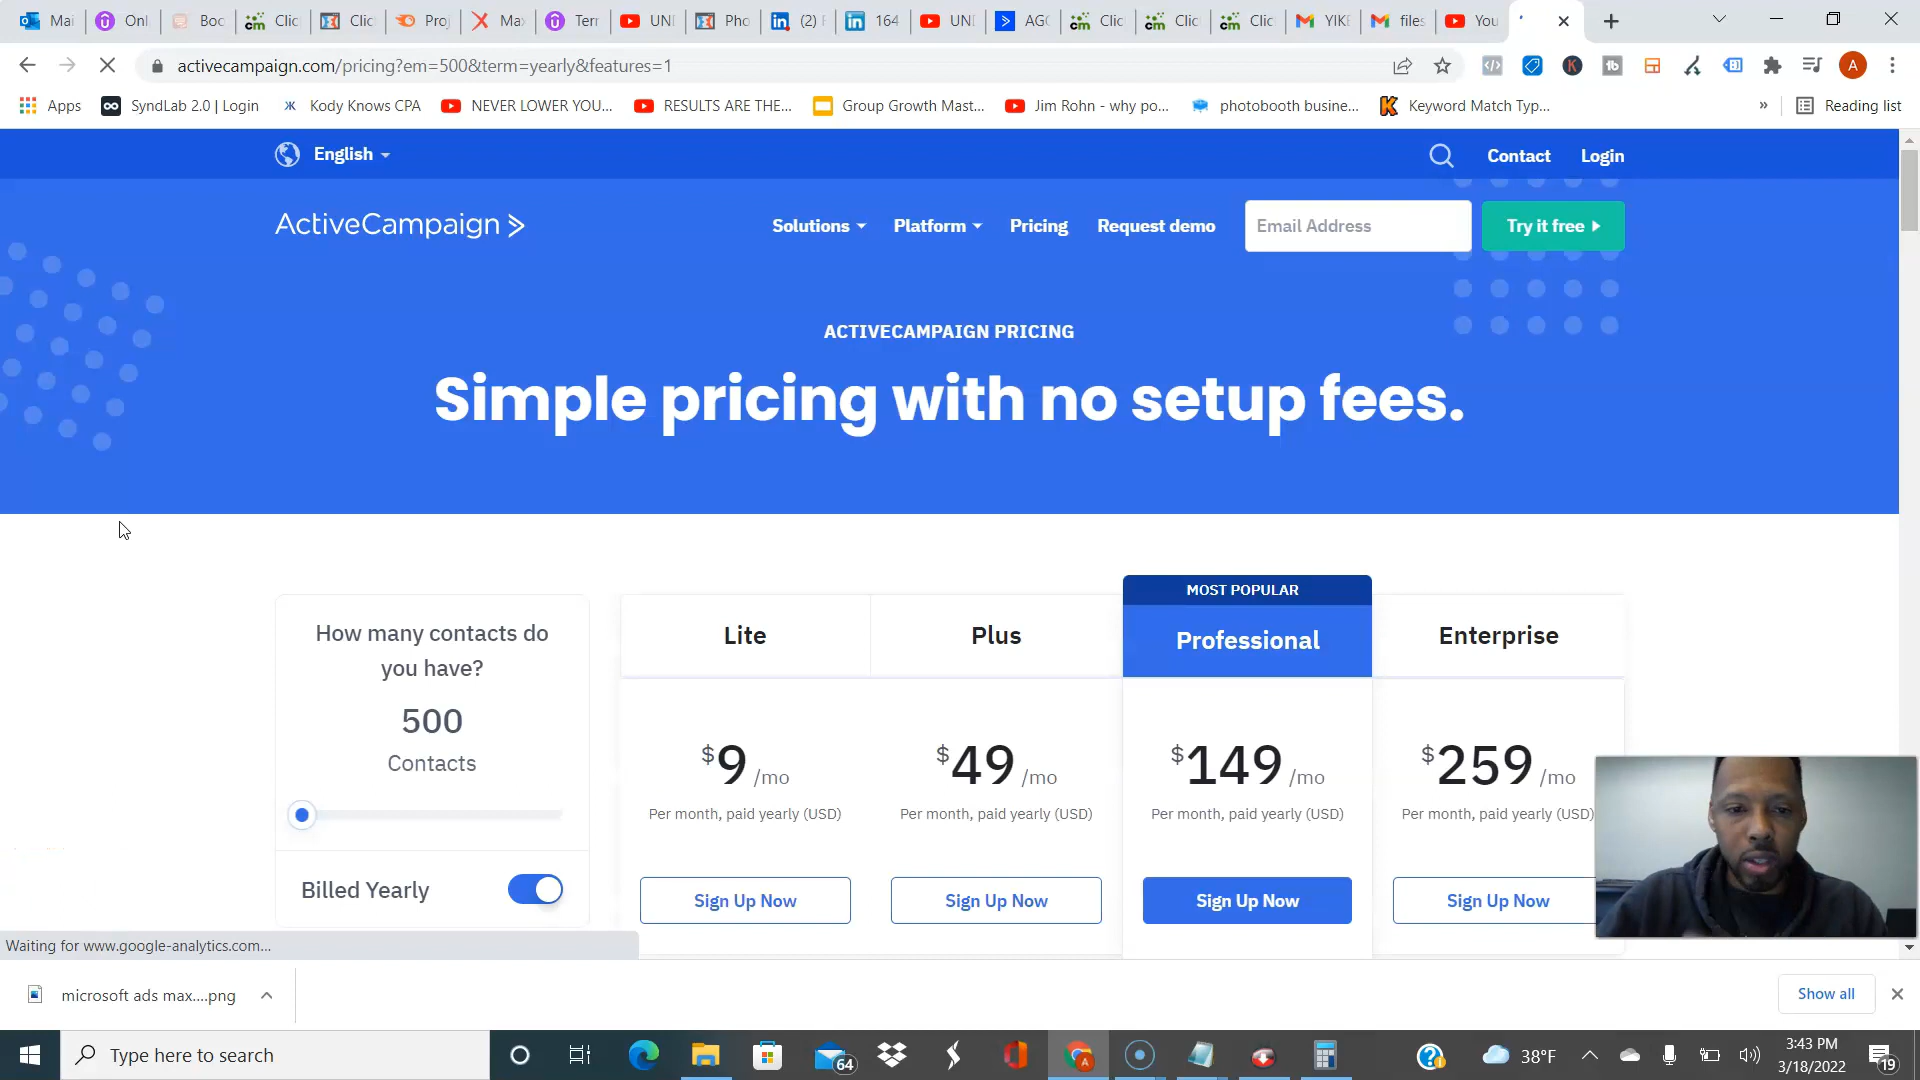 Mai
Onl
Boo
Clic
Clic
Proj
Ma
Terr
UNI
Pho
(2) F
164
UNI
AGC
Clic
Clic
Clic
YIKE
files
You
activecampaign.com/pricing?em=500&term=yearly&features=1
Apps
SyndLab 2.0 | Login
Kody Knows CPA
NEVER LOWER YOU...
RESULTS ARE THE...
Group Growth Mast...
Jim Rohn - why po...
photobooth busine...
Keyword Match Typ...
»
Reading list
English
Contact
Login
ActiveCampaign >
Solutions
Platform
Pricing
Request demo
Email Address
Try it free
ACTIVECAMPAIGN PRICING
Simple pricing with no setup fees.
How many contacts do
you have?
500
Contacts
Billed Yearly
Lite
$9 /mo
Per month, paid yearly (USD)
Sign Up Now
Plus
$49 /mo
Per month, paid yearly (USD)
Sign Up Now
MOST POPULAR
Professional
$149 /mo
Per month, paid yearly (USD)
Sign Up Now
Enterprise
$259 /mo
Per month, paid yearly (USD)
Sign Up Now
Waiting for www.google-analytics.com...
microsoft ads max....png
Show all
Type here to search
64
38°F
3:43 PM
3/18/2022
19